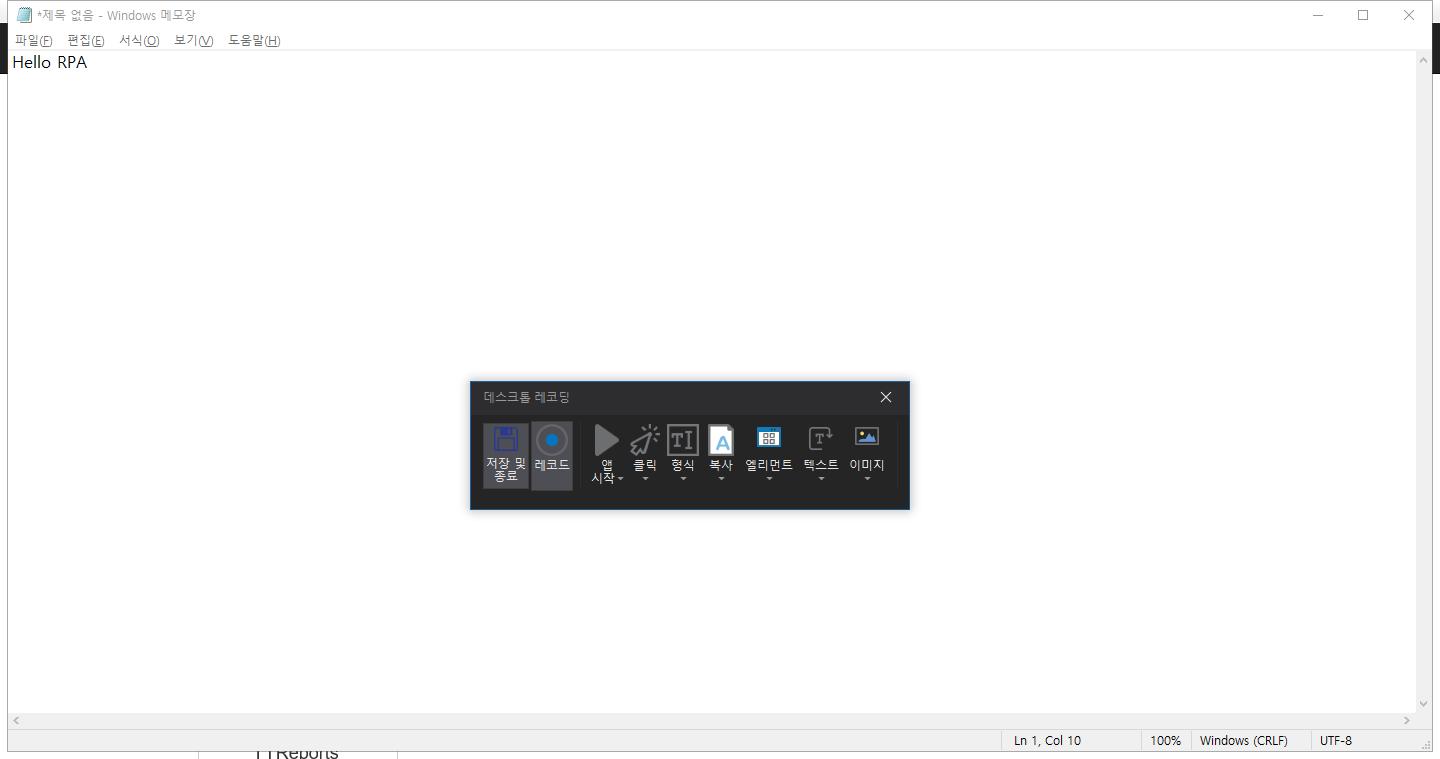 *제목 없음 - Windows 메모장
파일(F) 편집(E) 서식(O) 보기(V) 도움말(H)
Hello RPA
데스크톱 레코딩
저장 및 종료 레코드 앱 시작 클릭 형식 복사 엘리먼트 텍스트 이미지
Ln 1, Col 10 100% Windows (CRLF) UTF-8